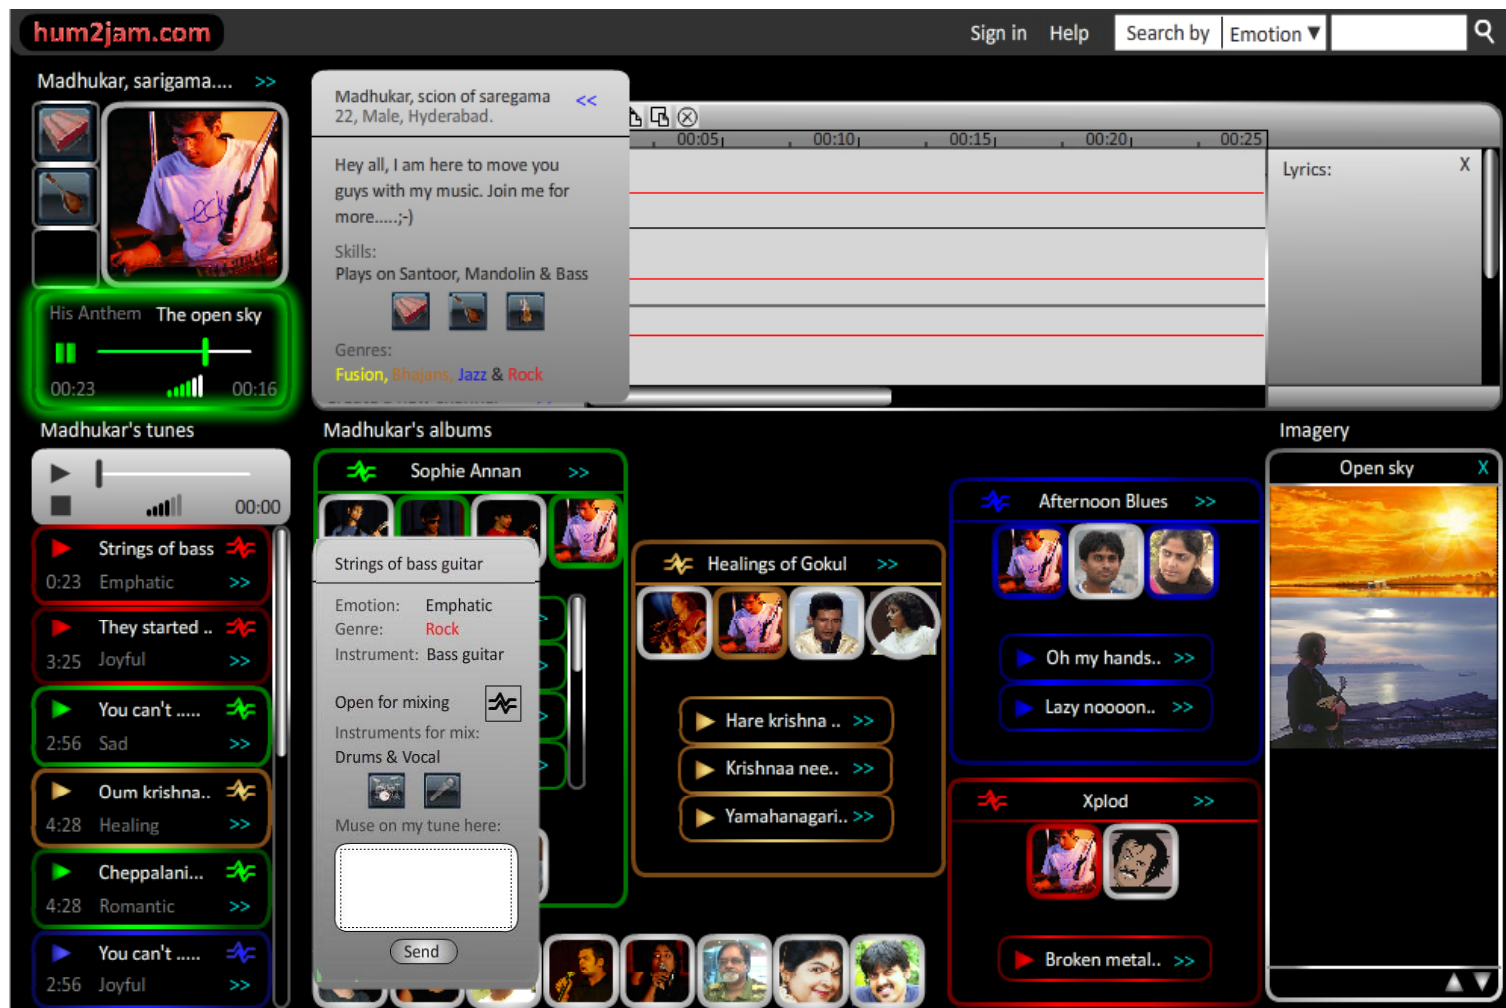 hum2jam.com
Sign in Help Search by Emotion ▼
Madhukar, sarigama.... >>
Madhukar, scion of saregama <<
22, Male, Hyderabad.
Hey all, I am here to move you
guys with my music. Join me for
more.....;-)
Skills:
Plays on Santoor, Mandolin & Bass
Genres:
Fusion, Bhajans, Jazz & Rock
00:05 00:10 00:15 00:20 00:25
Lyrics: X
His Anthem The open sky
00:23 00:16
Madhukar's tunes
00:00
Strings of bass
0:23 Emphatic >>
They started ..
3:25 Joyful >>
You can't .....
2:56 Sad >>
Oum krishna..
4:28 Healing >>
Cheppalani...
4:28 Romantic >>
You can't .....
2:56 Joyful >>
Madhukar's albums
Sophie Annan >>
Strings of bass guitar
Emotion: Emphatic
Genre: Rock
Instrument: Bass guitar
Open for mixing
Instruments for mix:
Drums & Vocal
Muse on my tune here:
Send
Healings of Gokul >>
Hare krishna .. >>
Krishnaa nee.. >>
Yamahanagari.. >>
Afternoon Blues >>
Oh my hands.. >>
Lazy noooon.. >>
Xplod >>
Broken metal.. >>
Imagery
Open sky X